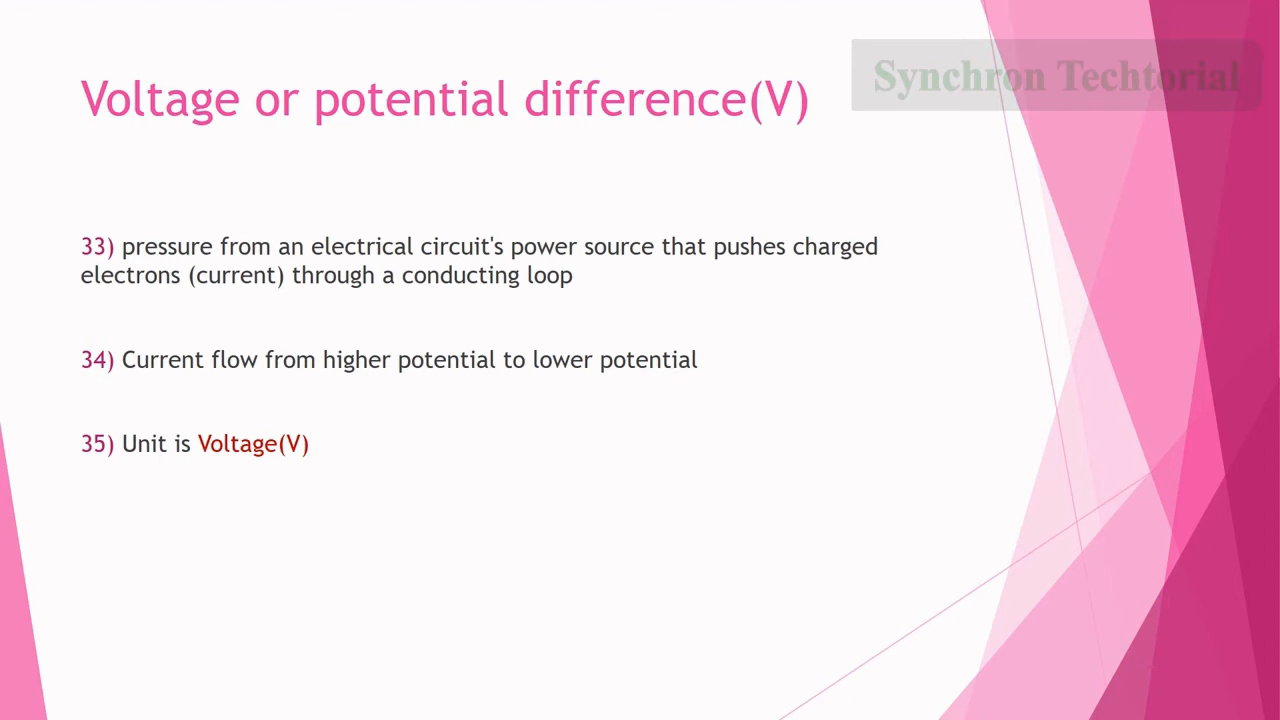 Synchron Techtorial
Voltage or potential difference(V)
33) pressure from an electrical circuit's power source that pushes charged
electrons (current) through a conducting loop
34) Current flow from higher potential to lower potential
35) Unit is Voltage(V)